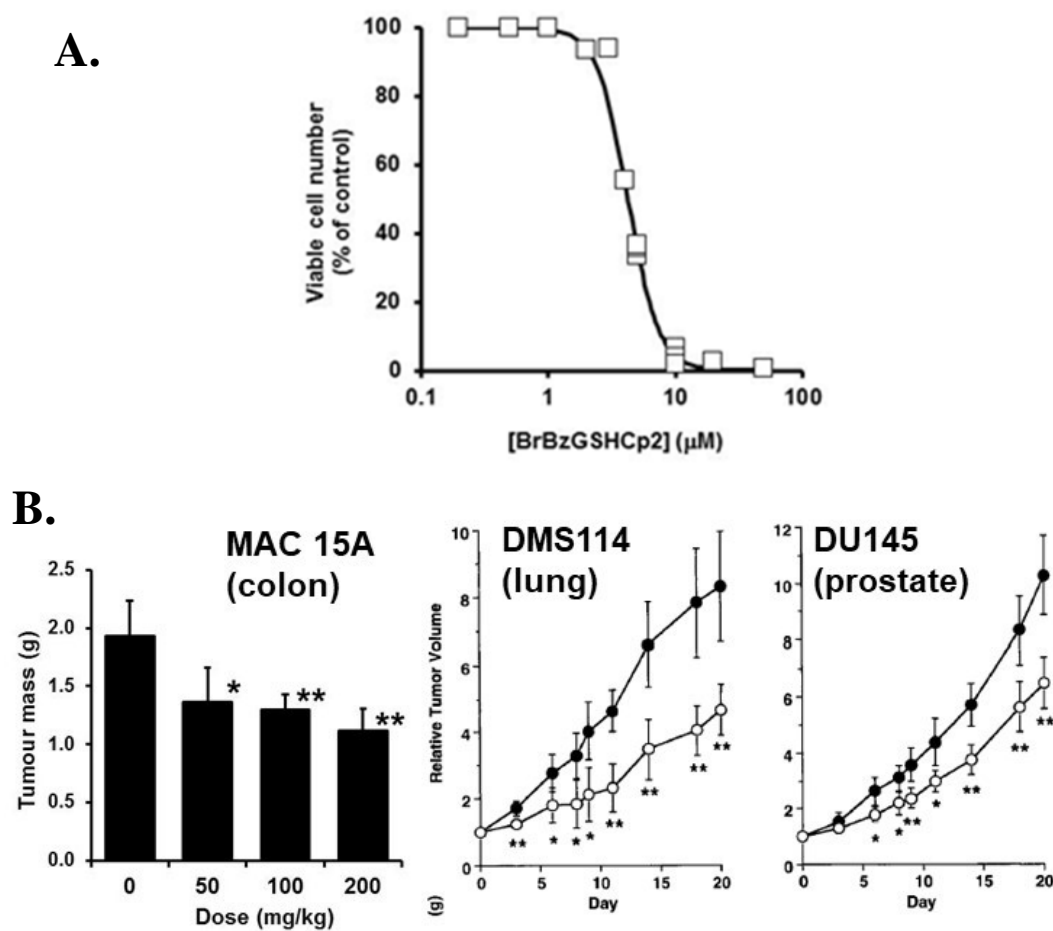 A.
100
80
60
40
20
0
Viable cell number
(% of control)
0.1 1 10 100
[BrBzGSHCp2] (μM)
B.
MAC 15A
(colon)
2.5
2.0
1.5
1.0
0.5
0.0
Tumour mass (g)
* ** **
0 50 100 200
Dose (mg/kg)
DMS114
(lung)
10
8
6
4
2
0
Relative Tumor Volume
** * * * ** ** ** **
0 5 10 15 20
Day
(g)
DU145
(prostate)
12
10
8
6
4
2
0
* * ** * ** ** **
0 5 10 15 20
Day